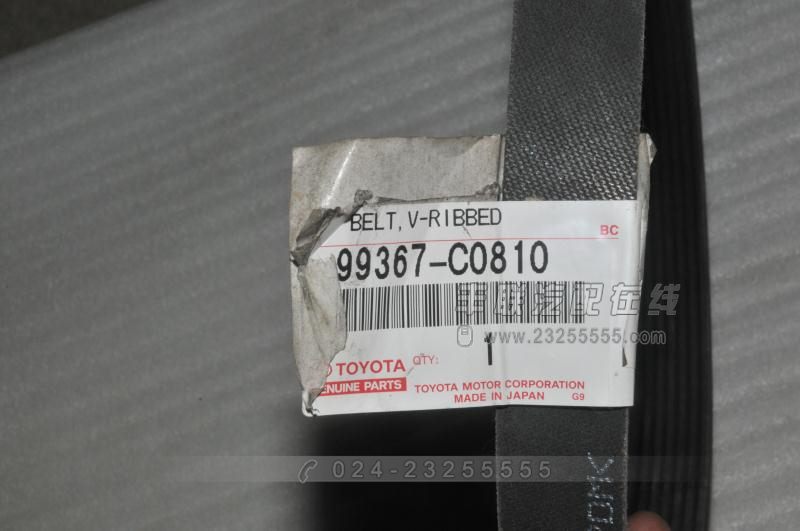 BELT, V-RIBBED
BC
99367-C0810
丰联汽配在线
www.23255555.com
QTY: 1
TOYOTA
GENUINE PARTS
TOYOTA MOTOR CORPORATION
MADE IN JAPAN G9
024-23255555